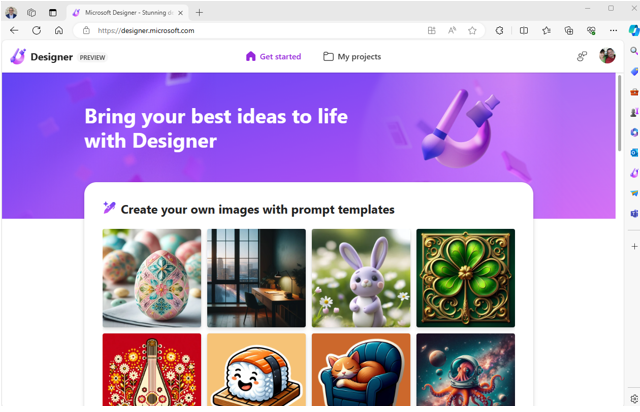 Microsoft Designer - Stunning d
https://designer.microsoft.com
Designer PREVIEW
Get started
My projects
Bring your best ideas to life
with Designer
Create your own images with prompt templates